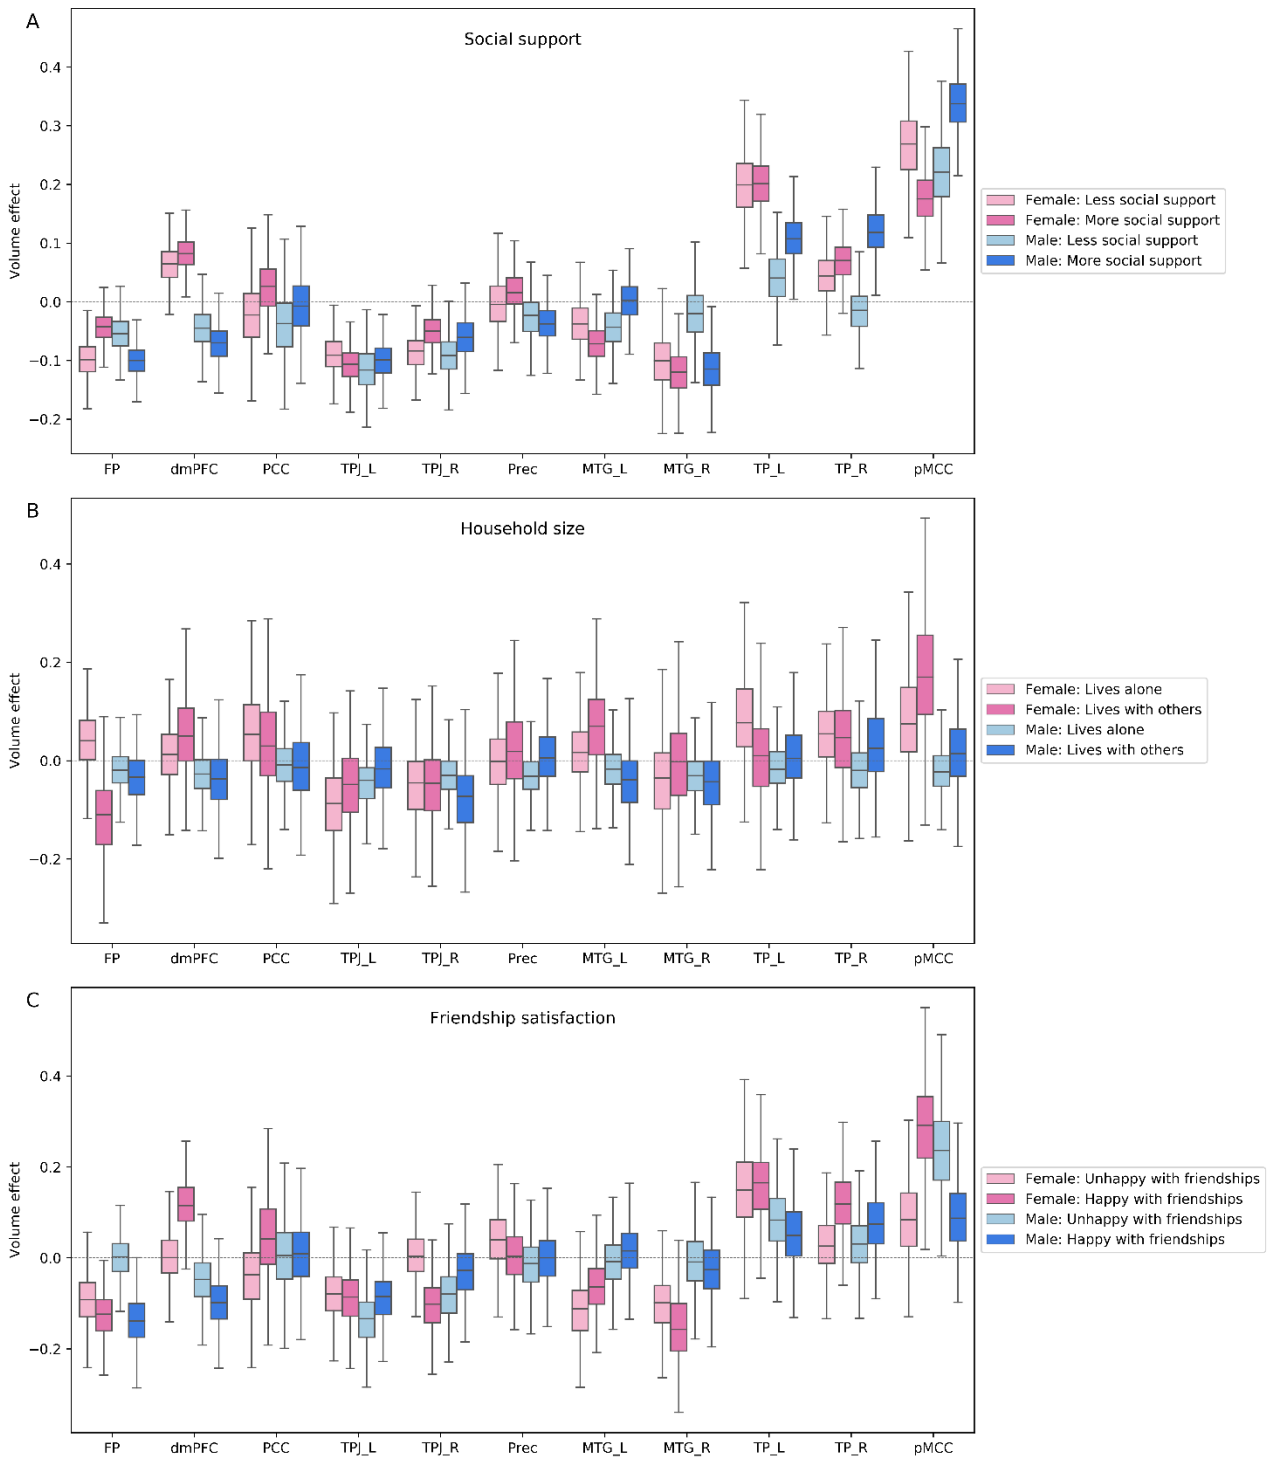 A
Social support
Volume effect
0.4
0.3
0.2
0.1
0.0
−0.1
−0.2
FP dmPFC PCC TPJ_L TPJ_R Prec MTG_L MTG_R TP_L TP_R pMCC
Female: Less social support
Female: More social support
Male: Less social support
Male: More social support
B
Household size
Volume effect
0.4
0.2
0.0
−0.2
FP dmPFC PCC TPJ_L TPJ_R Prec MTG_L MTG_R TP_L TP_R pMCC
Female: Lives alone
Female: Lives with others
Male: Lives alone
Male: Lives with others
C
Friendship satisfaction
Volume effect
0.4
0.2
0.0
−0.2
FP dmPFC PCC TPJ_L TPJ_R Prec MTG_L MTG_R TP_L TP_R pMCC
Female: Unhappy with friendships
Female: Happy with friendships
Male: Unhappy with friendships
Male: Happy with friendships